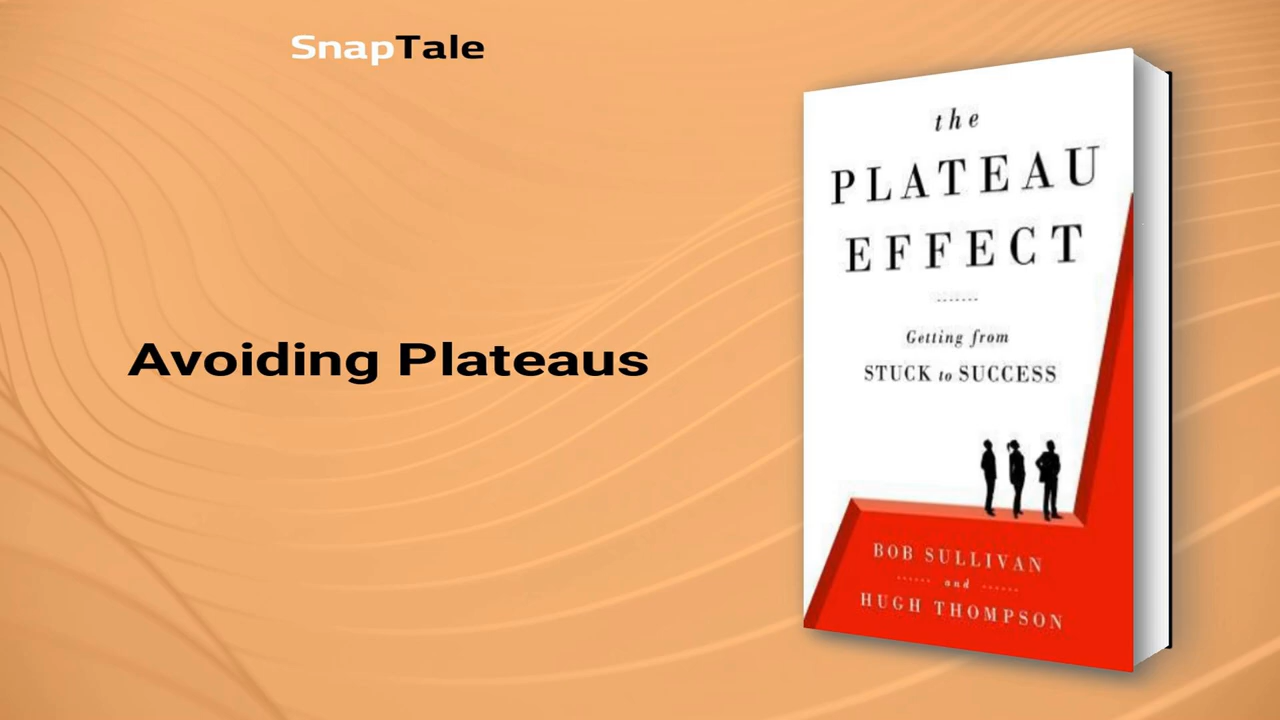 SnapTale
Avoiding Plateaus
the
PLATEAU
EFFECT
Getting from
STUCK to SUCCESS
BOB SULLIVAN
and
HUGH THOMPSON